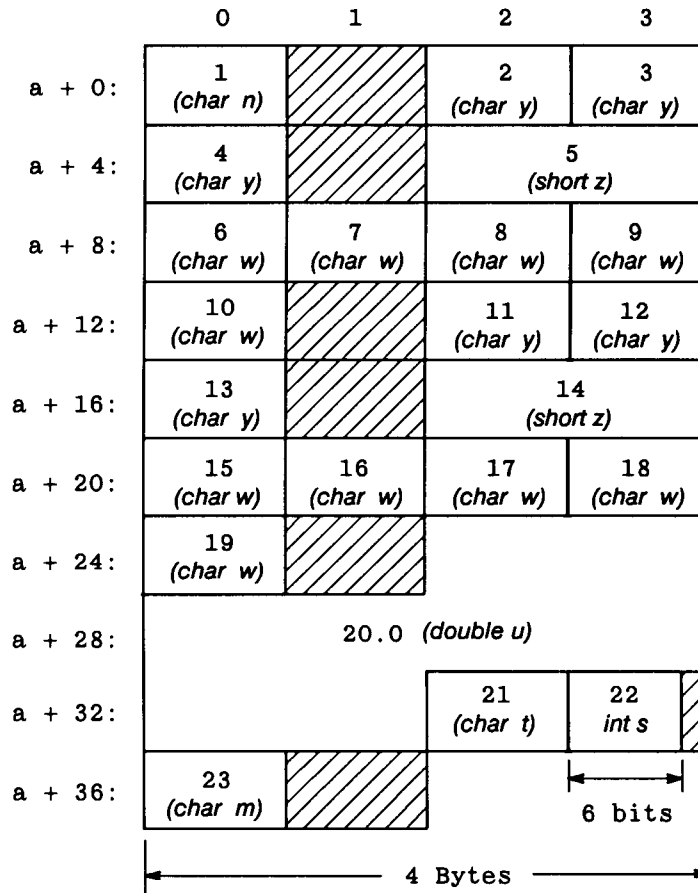 0 1 2 3
a + 0: 1 2 3
(char n) (char y) (char y)
a + 4: 4 5
(char y) (short z)
a + 8: 6 7 8 9
(char w) (char w) (char w) (char w)
a + 12: 10 11 12
(char w) (char y) (char y)
a + 16: 13 14
(char y) (short z)
a + 20: 15 16 17 18
(char w) (char w) (char w) (char w)
a + 24: 19
(char w)
a + 28: 20.0 (double u)
a + 32: 21 22
(char t) int s
a + 36: 23
(char m)
6 bits
4 Bytes